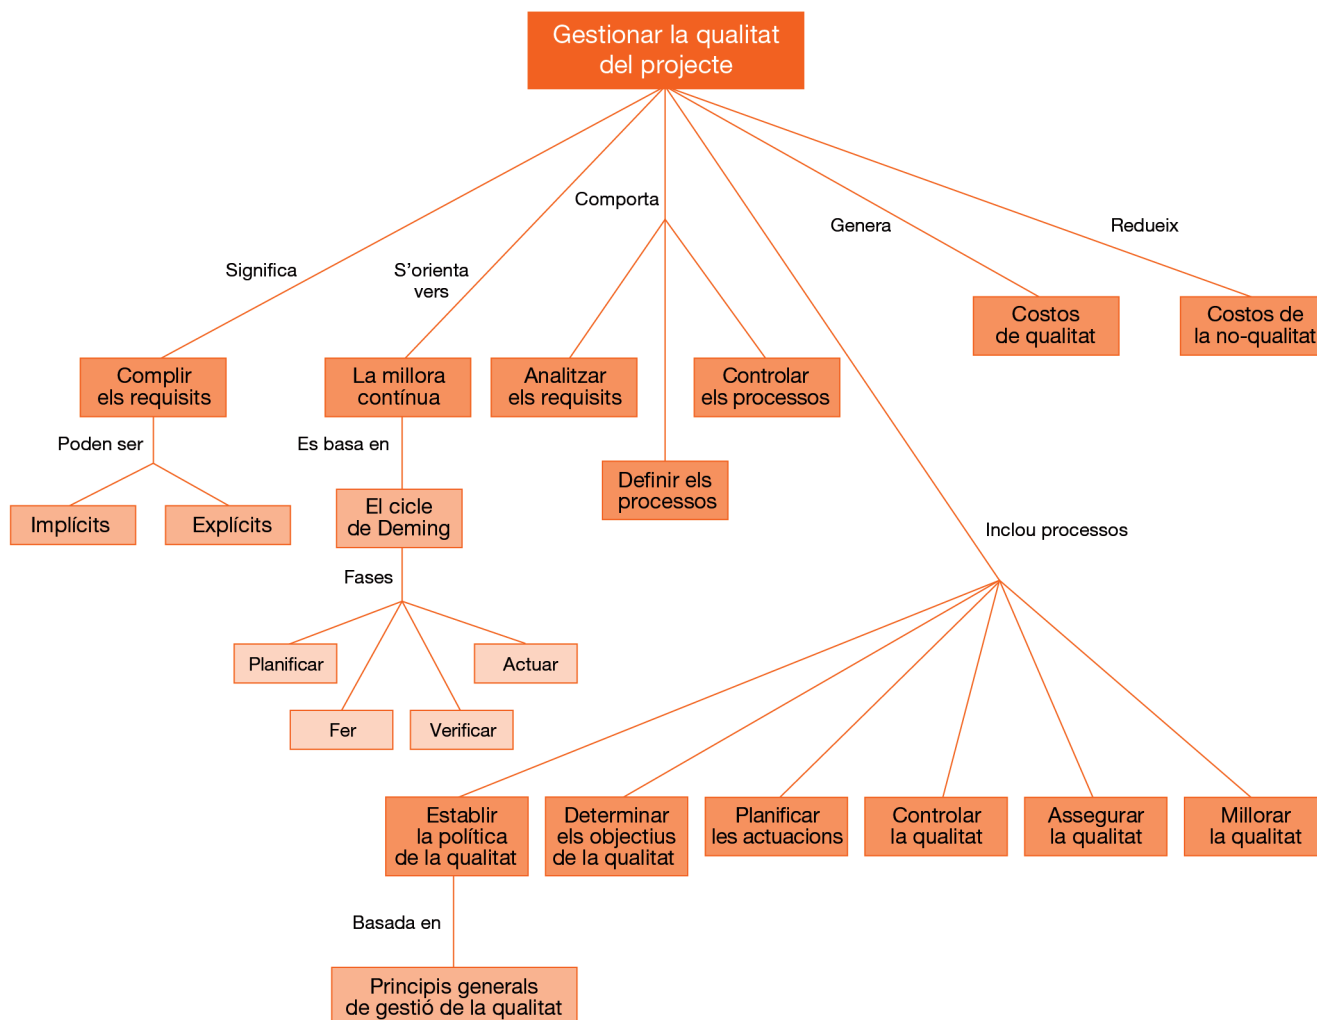 Gestionar la qualitat
del projecte
Comporta
Genera
Redueix
Significa
S’orienta
vers
Costos
de qualitat
Costos de
la no-qualitat
Complir
els requisits
La millora
contínua
Analitzar
els requisits
Controlar
els processos
Poden ser
Es basa en
Definir els
processos
Implícits
Explícits
El cicle
de Deming
Inclou processos
Fases
Planificar
Actuar
Fer
Verificar
Establir
la política
de la qualitat
Determinar
els objectius
de la qualitat
Planificar
les actuacions
Controlar
la qualitat
Assegurar
la qualitat
Millorar
la qualitat
Basada en
Principis generals
de gestió de la qualitat